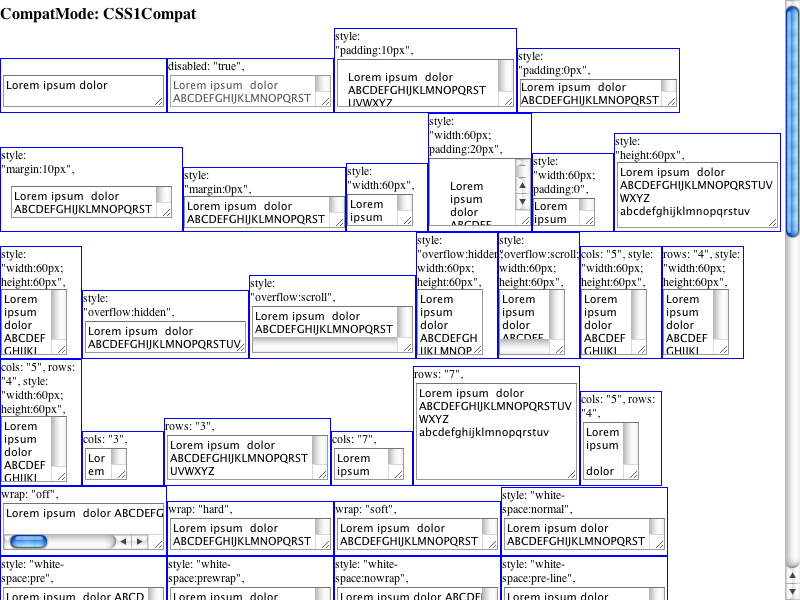 CompatMode: CSS1Compat
Lorem ipsum dolor
disabled: "true",
Lorem ipsum  dolor
ABCDEFGHIJKLMNOPQRST
style:
"padding:10px",
Lorem ipsum  dolor
ABCDEFGHIJKLMNOPQRST
UVWXYZ
style:
"padding:0px",
Lorem ipsum  dolor
ABCDEFGHIJKLMNOPQRST
style:
"margin:10px",
Lorem ipsum  dolor
ABCDEFGHIJKLMNOPQRST
style:
"margin:0px",
Lorem ipsum  dolor
ABCDEFGHIJKLMNOPQRST
style:
"width:60px",
Lorem
ipsum
style:
"width:60px;
padding:20px",
Lorem
ipsum
dolor
ABCDEF
style:
"width:60px;
padding:0",
Lorem
ipsum
style:
"height:60px",
Lorem ipsum  dolor
ABCDEFGHIJKLMNOPQRSTUV
WXYZ
abcdefghijklmnopqrstuv
style:
"width:60px;
height:60px",
Lorem
ipsum
dolor
ABCDEF
GHIJKL
style:
"overflow:hidden",
Lorem ipsum  dolor
ABCDEFGHIJKLMNOPQRSTUV
style:
"overflow:scroll",
Lorem ipsum  dolor
ABCDEFGHIJKLMNOPQRST
style:
"overflow:hidden;
width:60px;
height:60px",
Lorem
ipsum
dolor
ABCDEFGH
IJKLMNOP
style:
"overflow:scroll;
width:60px;
height:60px",
Lorem
ipsum
dolor
ABCDEF
cols: "5", style:
"width:60px;
height:60px",
Lorem
ipsum
dolor
ABCDEF
GHIJKL
rows: "4", style:
"width:60px;
height:60px",
Lorem
ipsum
dolor
ABCDEF
GHIJKL
cols: "5", rows:
"4", style:
"width:60px;
height:60px",
Lorem
ipsum
dolor
ABCDEF
GHIJKL
cols: "3",
Lor
em
rows: "3",
Lorem ipsum  dolor
ABCDEFGHIJKLMNOPQRST
UVWXYZ
cols: "7",
Lorem
ipsum
rows: "7",
Lorem ipsum  dolor
ABCDEFGHIJKLMNOPQRSTUV
WXYZ
abcdefghijklmnopqrstuv
cols: "5", rows:
"4",
Lorem
ipsum
dolor
wrap: "off",
Lorem ipsum  dolor ABCDEFG
wrap: "hard",
Lorem ipsum  dolor
ABCDEFGHIJKLMNOPQRST
wrap: "soft",
Lorem ipsum  dolor
ABCDEFGHIJKLMNOPQRST
style: "white-
space:normal",
Lorem ipsum dolor
ABCDEFGHIJKLMNOPQRST
style: "white-
space:pre",
Lorem ipsum  dolor ABCD
style: "white-
space:prewrap",
Lorem ipsum  dolor
style: "white-
space:nowrap",
Lorem ipsum dolor ABCDEF
style: "white-
space:pre-line",
Lorem ipsum dolor